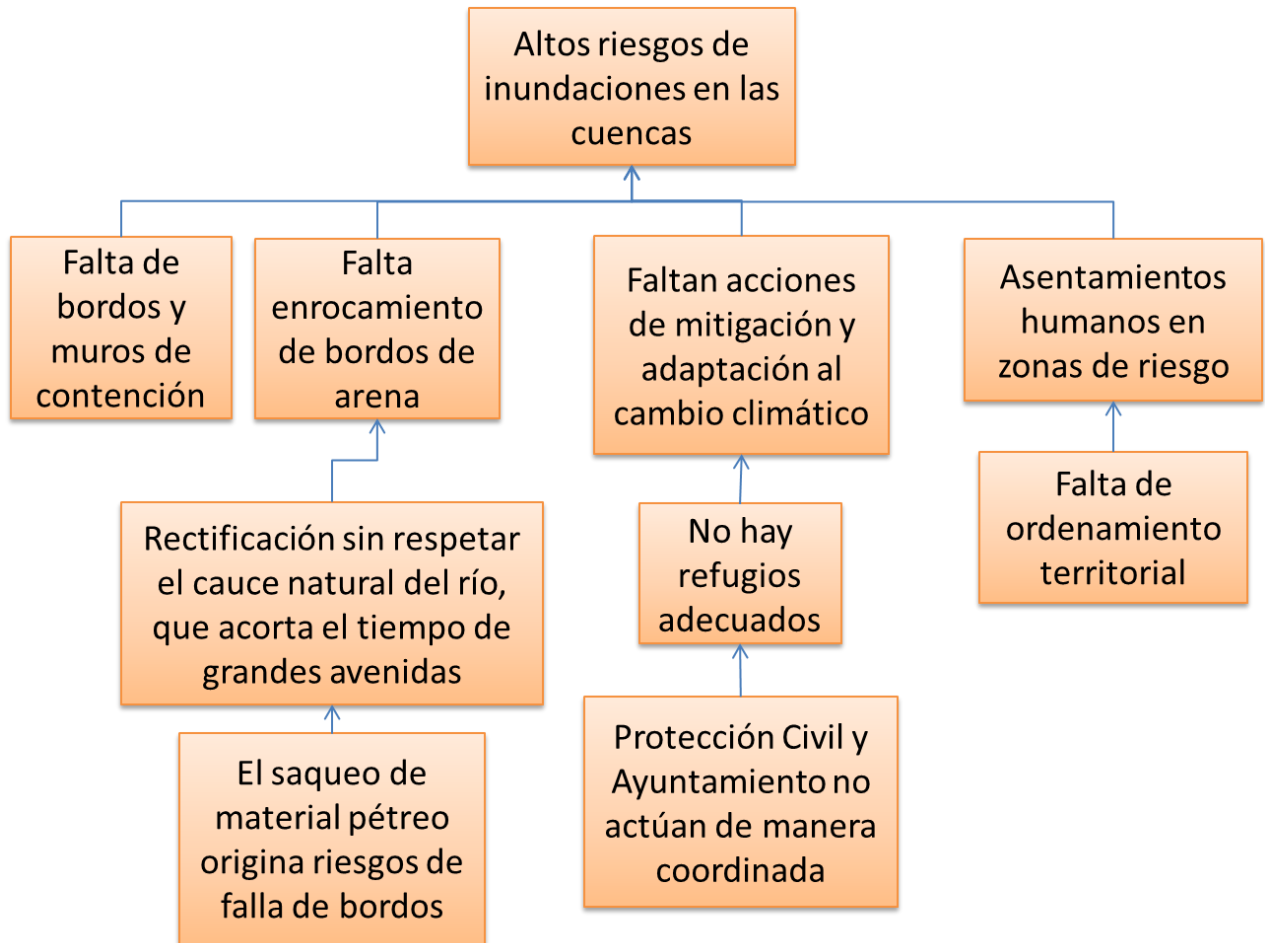 Altos riesgos de
inundaciones en las
cuencas
Falta de
bordos y
muros de
contención
Falta
enrocamiento
de bordos de
arena
Faltan acciones
de mitigación y
adaptación al
cambio climático
Asentamientos
humanos en
zonas de riesgo
Rectificación sin respetar
el cauce natural del río,
que acorta el tiempo de
grandes avenidas
No hay
refugios
adecuados
Falta de
ordenamiento
territorial
El saqueo de
material pétreo
origina riesgos de
falla de bordos
Protección Civil y
Ayuntamiento no
actúan de manera
coordinada